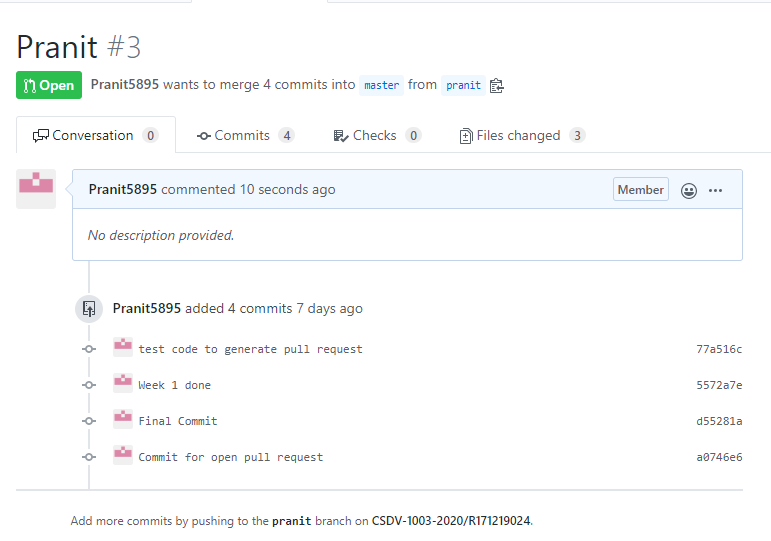 Pranit #3
Open Pranit5895 wants to merge 4 commits into master from pranit
Conversation 0 Commits 4 Checks 0 Files changed 3
Pranit5895 commented 10 seconds ago Member
No description provided.
Pranit5895 added 4 commits 7 days ago
test code to generate pull request 77a516c
Week 1 done 5572a7e
Final Commit d55281a
Commit for open pull request a0746e6
Add more commits by pushing to the pranit branch on CSDV-1003-2020/R171219024.